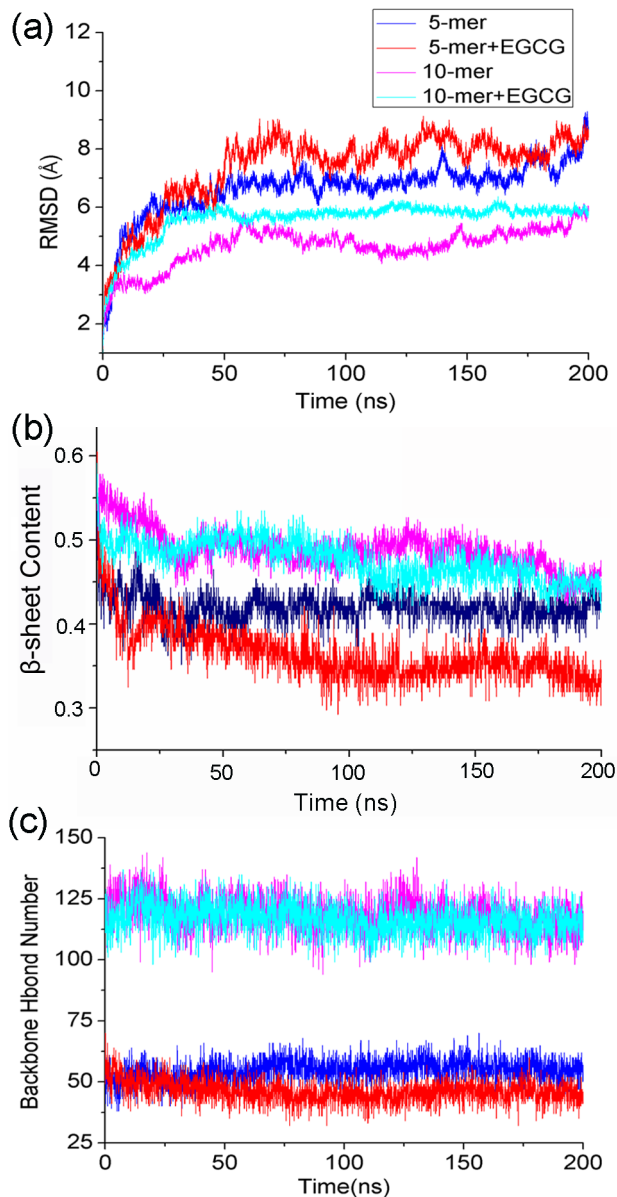 (a)
12
10
8
6
4
2
RMSD (Å)
5-mer
5-mer+EGCG
10-mer
10-mer+EGCG
0 50 100 150 200
Time (ns)
(b)
0.6
0.5
0.4
0.3
β-sheet Content
0 50 100 150 200
Time (ns)
(c)
150
125
100
75
50
25
Backbone Hbond Number
0 50 100 150 200
Time(ns)